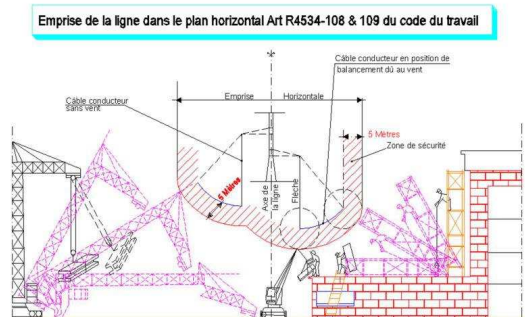 Emprise de la ligne dans le plan horizontal Art R4534-108 & 109 du code du travail
Câble conducteur en position de
balancement dû au vent
Câble conducteur
sans vent
Emprise Horizontale
5 Mètres
Zone de sécurité
5 Mètres
Axe de
la ligne
Flèche